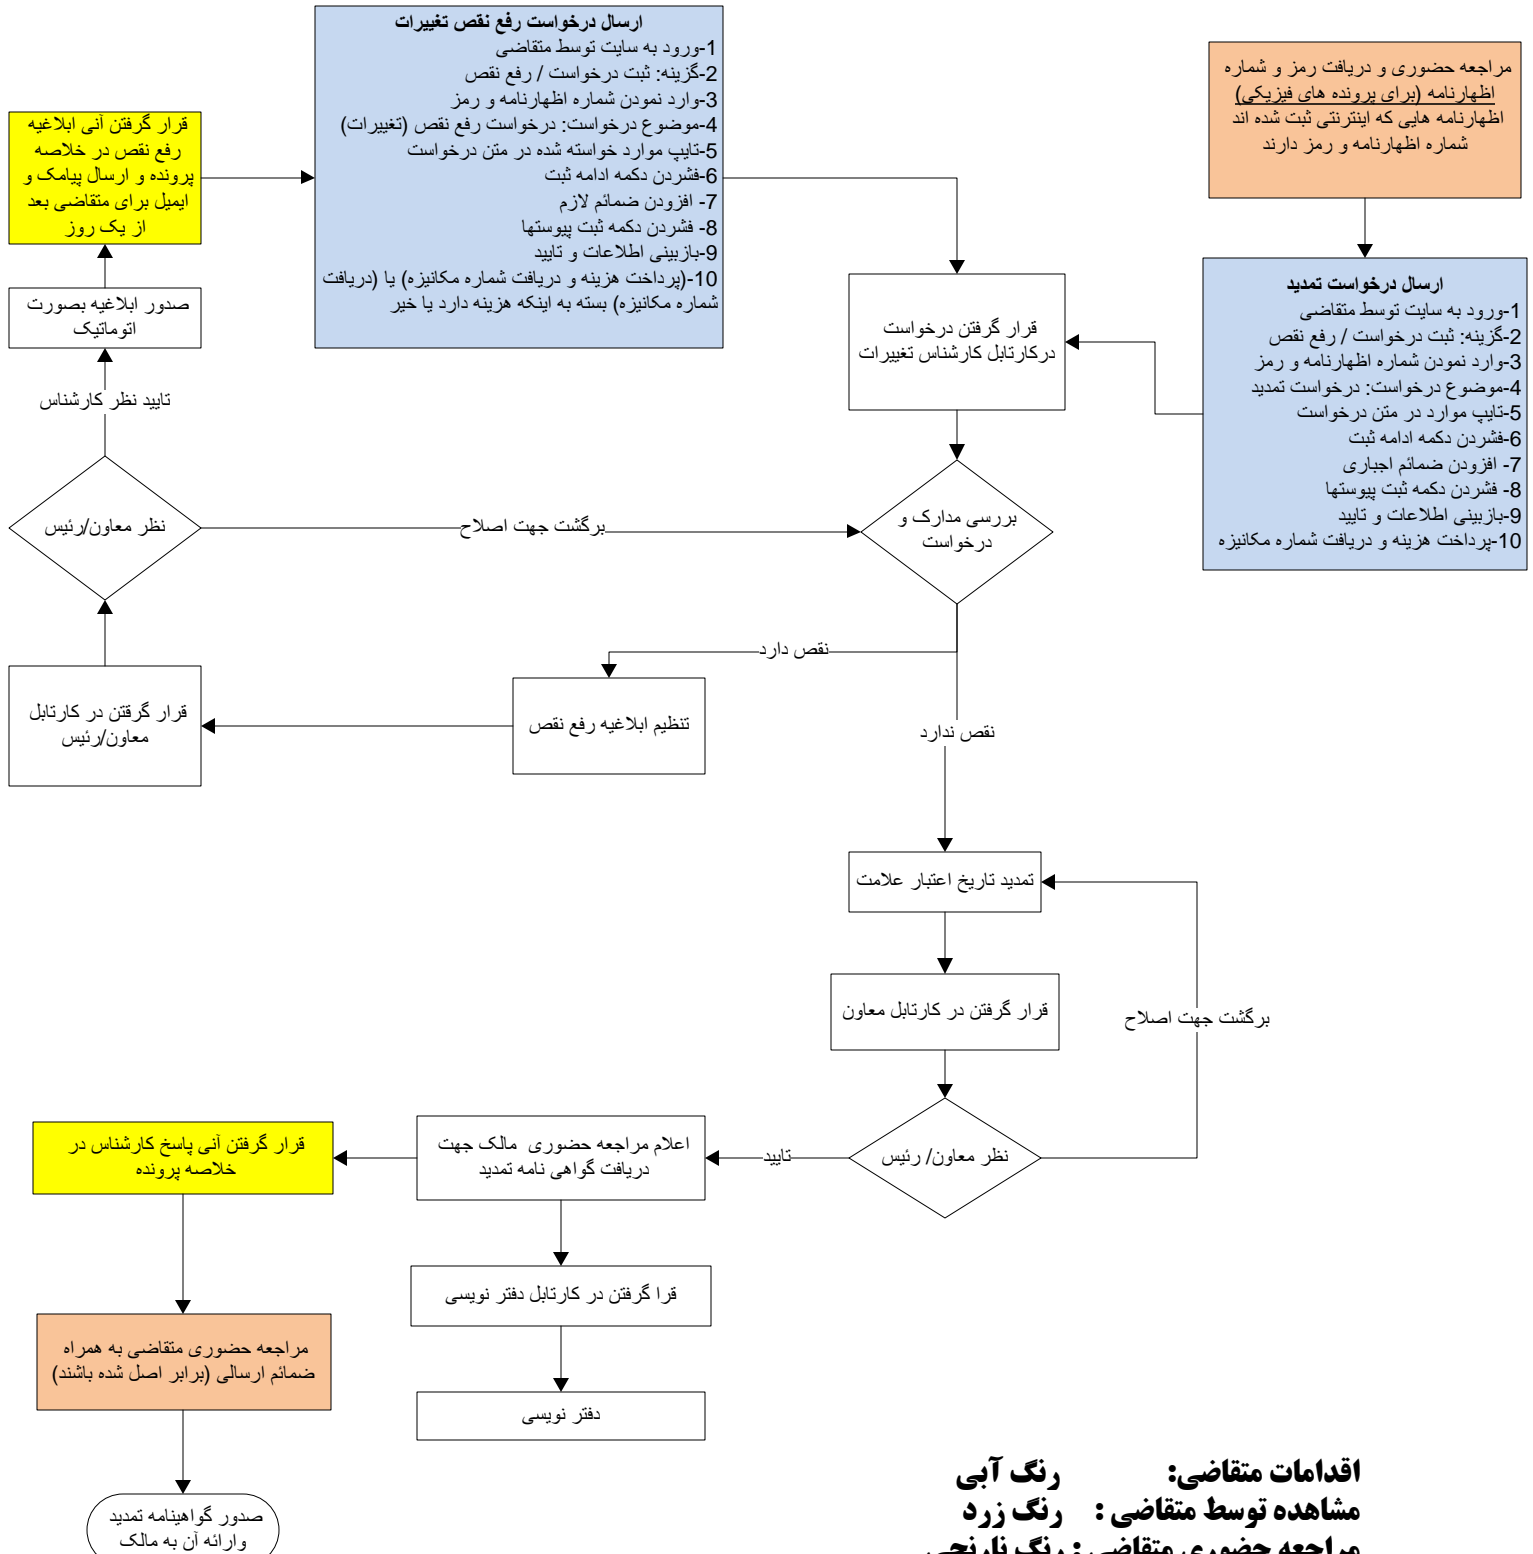 ارسال درخواست رفع نقص تغییرات
1-ورود به سایت توسط متقاضی
2-گزینه: ثبت درخواست / رفع نقص
3-وارد نمودن شماره اظهارنامه و رمز
4-موضوع درخواست: درخواست رفع نقص (تغییرات)
5-تایپ موارد خواسته شده در متن درخواست
6-فشردن دکمه ادامه ثبت
7- افزودن ضمائم لازم
8- فشردن دکمه ثبت پیوستها
9-بازبینی اطلاعات و تایید
10-(پرداخت هزینه و دریافت شماره مکانیزه) یا (دریافت
شماره مکانیزه) بسته به اینکه هزینه دارد یا خیر
مراجعه حضوری و دریافت رمز و شماره
اظهارنامه (برای پرونده های فیزیکی)
اظهارنامه هایی که اینترنتی ثبت شده اند
شماره اظهارنامه و رمز دارند
قرار گرفتن آنی ابلاغیه
رفع نقص در خلاصه
پرونده و ارسال پیامک و
ایمیل برای متقاضی بعد
از یک روز
صدور ابلاغیه بصورت
اتوماتیک
تایید نظر کارشناس
قرار گرفتن درخواست
درکارتابل کارشناس تغییرات
ارسال درخواست تمدید
1-ورود به سایت توسط متقاضی
2-گزینه: ثبت درخواست / رفع نقص
3-وارد نمودن شماره اظهارنامه و رمز
4-موضوع درخواست: درخواست تمدید
5-تایپ موارد در متن درخواست
6-فشردن دکمه ادامه ثبت
7- افزودن ضمائم اجباری
8- فشردن دکمه ثبت پیوستها
9-بازبینی اطلاعات و تایید
10-پرداخت هزینه و دریافت شماره مکانیزه
نظر معاون/رئیس
برگشت جهت اصلاح
بررسی مدارک و
درخواست
نقص دارد
قرار گرقتن در کارتابل
معاون/رئیس
تنظیم ابلاغیه رفع نقص
نقص ندارد
تمدید تاریخ اعتبار علامت
قرار گرفتن در کارتابل معاون
برگشت جهت اصلاح
نظر معاون/ رئیس
تایید
اعلام مراجعه حضوری مالک جهت
دریافت گواهی نامه تمدید
قرار گرفتن آنی پاسخ کارشناس در
خلاصه پرونده
قرا گرفتن در کارتابل دفتر نویسی
مراجعه حضوری متقاضی به همراه
ضمائم ارسالی (برابر اصل شده باشند)
دفتر نویسی
صدور گواهینامه تمدید
وارائه آن به مالک
اقدامات متقاضی: رنگ آبی
مشاهده توسط متقاضی : رنگ زرد
مراجعه حضوری متقاضی : رنگ نارنجی